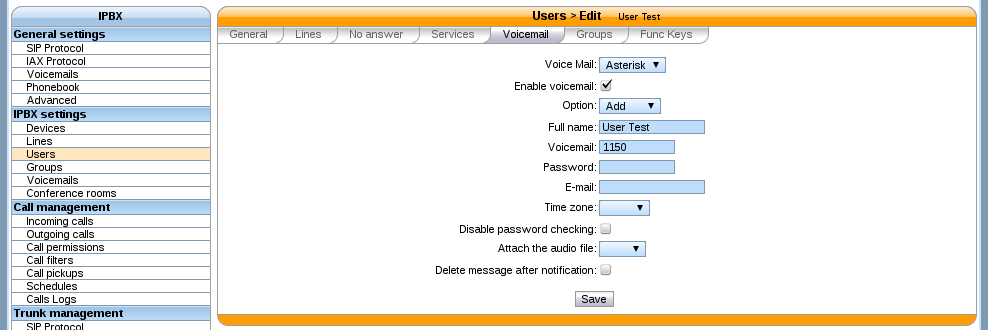 IPBX
General settings
SIP Protocol
IAX Protocol
Voicemails
Phonebook
Advanced
IPBX settings
Devices
Lines
Users
Groups
Voicemails
Conference rooms
Call management
Incoming calls
Outgoing calls
Call permissions
Call filters
Call pickups
Schedules
Calls Logs
Trunk management
SIP Protocol
Users > Edit User Test
General Lines No answer Services Voicemail Groups Func Keys
Voice Mail: Asterisk
Enable voicemail:
Option: Add
Full name: User Test
Voicemail: 1150
Password:
E-mail:
Time zone:
Disable password checking:
Attach the audio file:
Delete message after notification:
Save